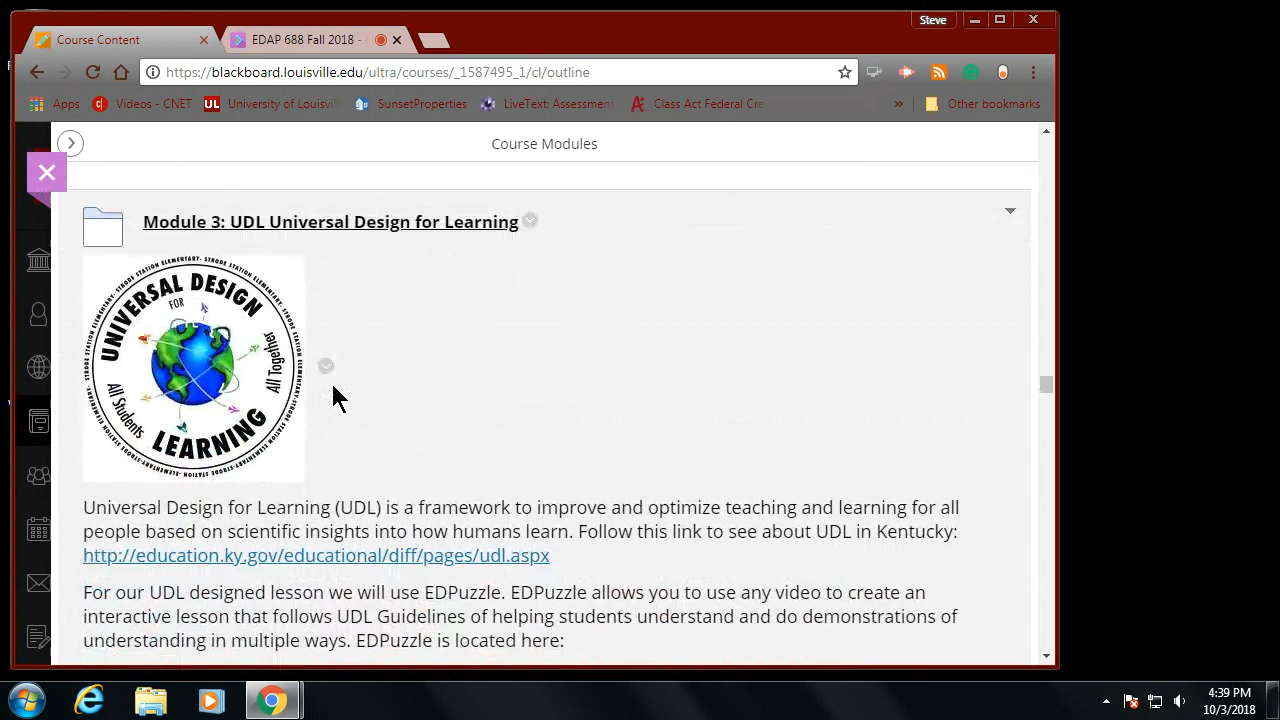 Steve
Course Content
EDAP 688 Fall 2018 -
https://blackboard.louisville.edu/ultra/courses/_1587495_1/cl/outline
Apps
Videos - CNET
UL University of Louisvil
SunsetProperties
LiveText: Assessment
Class Act Federal Cre
»
Other bookmarks
Course Modules
Module 3: UDL Universal Design for Learning
STRODE STATION ELEMENTARY
UNIVERSAL DESIGN
FOR
LEARNING
All Students
All Together
Universal Design for Learning (UDL) is a framework to improve and optimize teaching and learning for all
people based on scientific insights into how humans learn. Follow this link to see about UDL in Kentucky:
http://education.ky.gov/educational/diff/pages/udl.aspx
For our UDL designed lesson we will use EDPuzzle. EDPuzzle allows you to use any video to create an
interactive lesson that follows UDL Guidelines of helping students understand and do demonstrations of
understanding in multiple ways. EDPuzzle is located here:
4:39 PM
10/3/2018